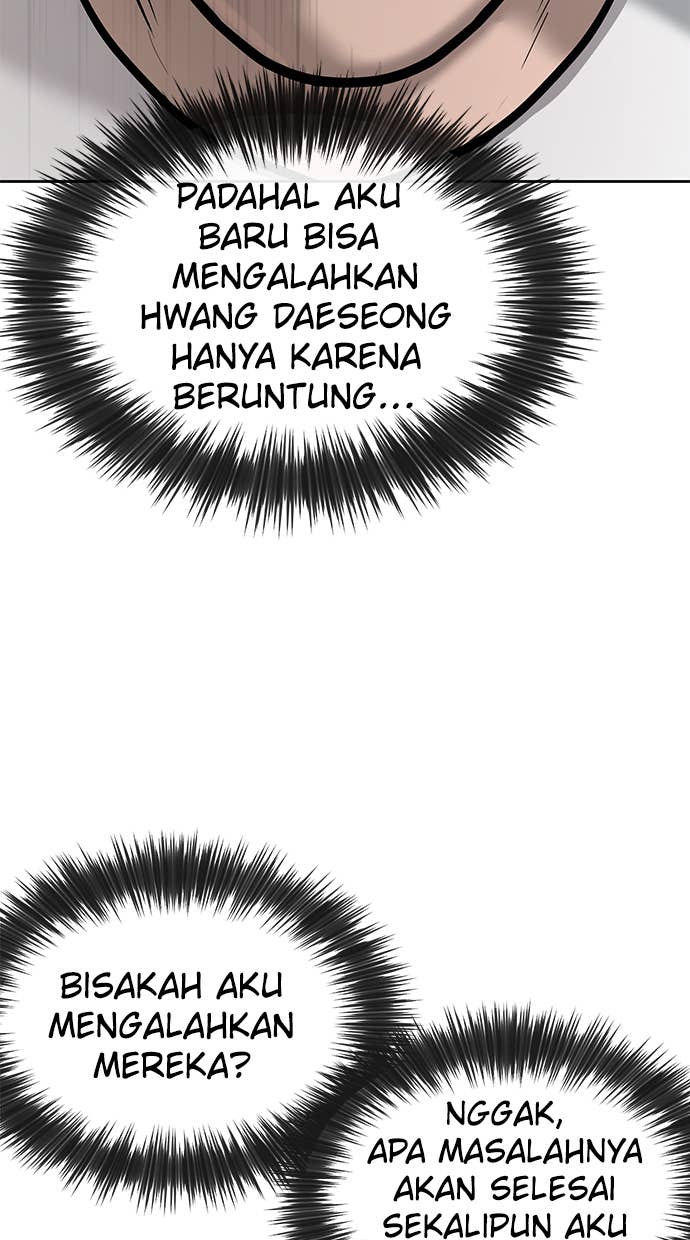 PADAHAL AKU
BARU BISA
MENGALAHKAN
HWANG DAESEONG
HANYA KARENA
BERUNTUNG...
BISAKAH AKU
MENGALAHKAN
MEREKA?
NGGAK,
APA MASALAHNYA
AKAN SELESAI
SEKALIPUN AKU